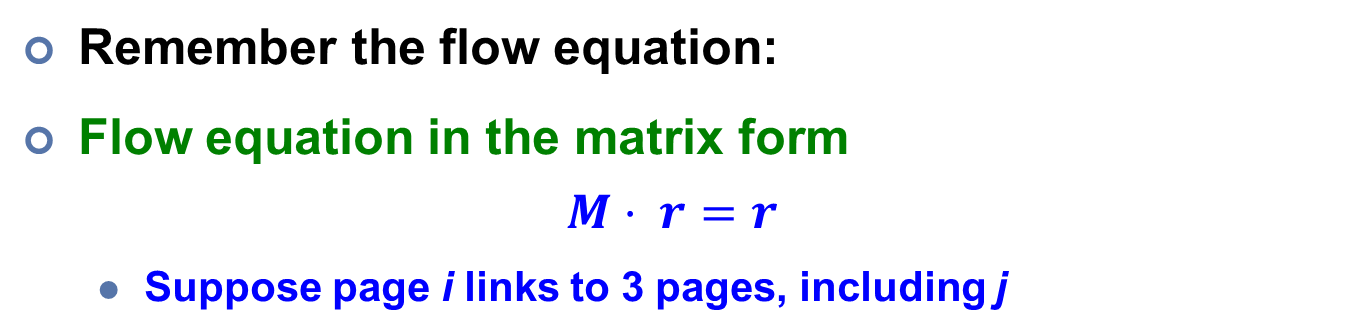 Remember the flow equation:
Flow equation in the matrix form
M · r = r
Suppose page i links to 3 pages, including j